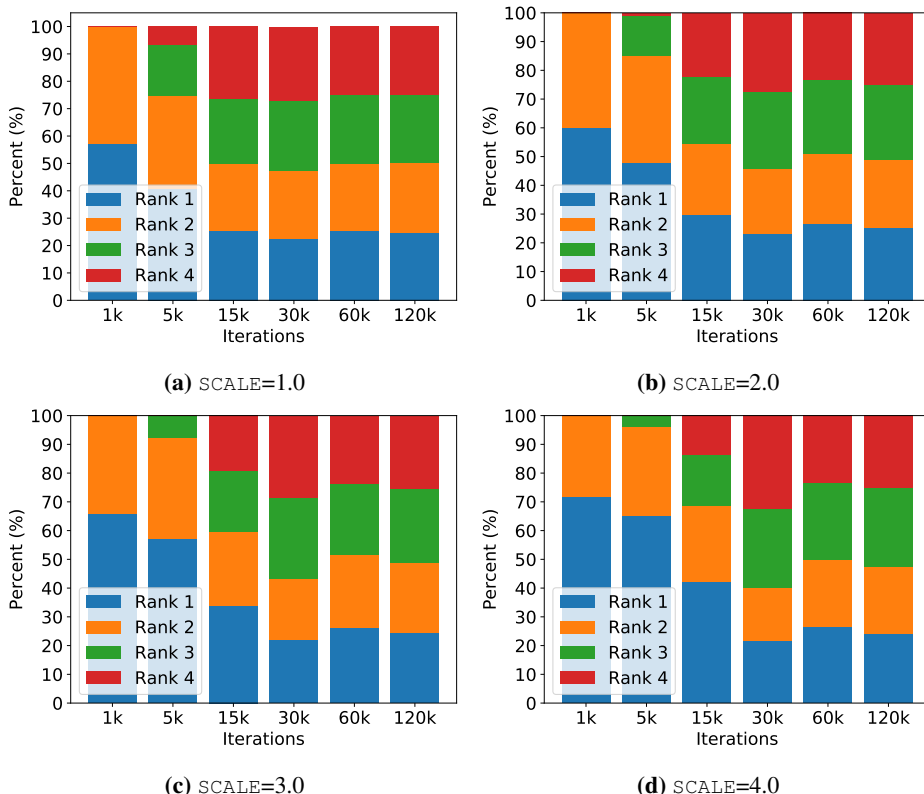 100
90
80
70
60
50
40
30
20
10
0
Percent (%)
Rank 1
Rank 2
Rank 3
Rank 4
1k 5k 15k 30k 60k 120k
Iterations
(a) SCALE=1.0
100
90
80
70
60
50
40
30
20
10
0
Percent (%)
Rank 1
Rank 2
Rank 3
Rank 4
1k 5k 15k 30k 60k 120k
Iterations
(b) SCALE=2.0
100
90
80
70
60
50
40
30
20
10
0
Percent (%)
Rank 1
Rank 2
Rank 3
Rank 4
1k 5k 15k 30k 60k 120k
Iterations
(c) SCALE=3.0
100
90
80
70
60
50
40
30
20
10
0
Percent (%)
Rank 1
Rank 2
Rank 3
Rank 4
1k 5k 15k 30k 60k 120k
Iterations
(d) SCALE=4.0